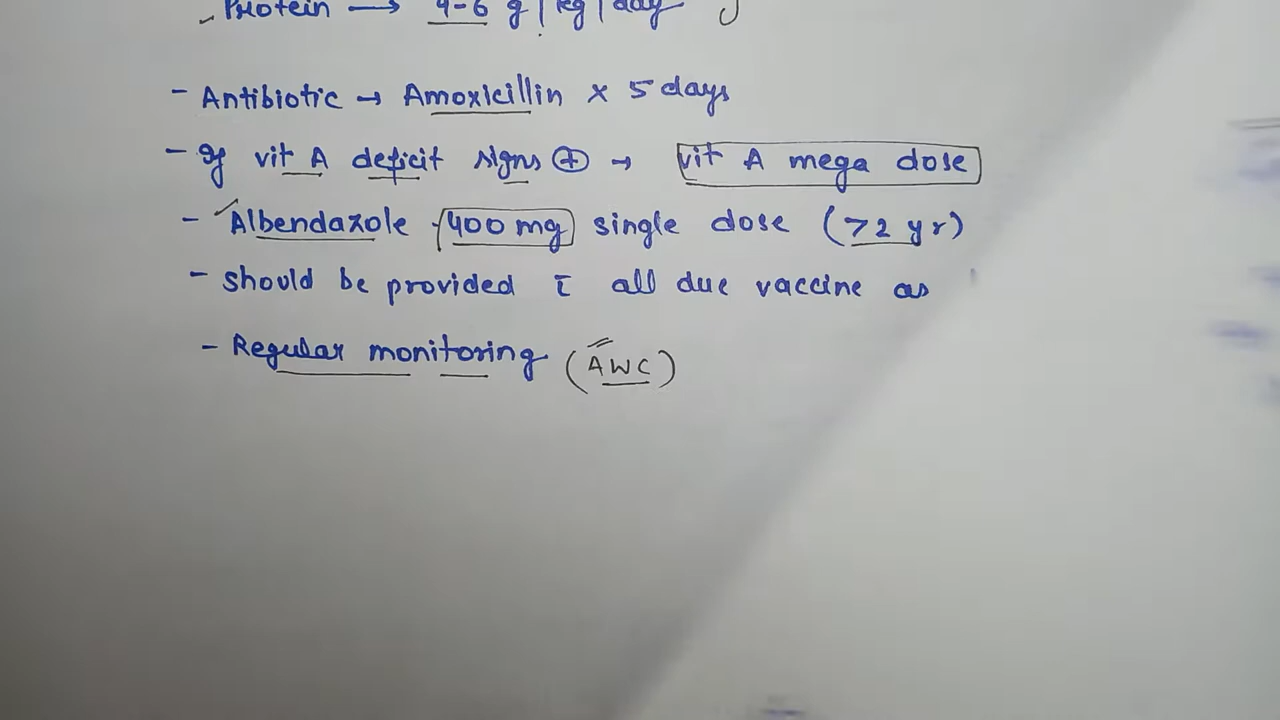 Protein → 4-6 g/kg/day
- Antibiotic → Amoxicillin x 5 days
- If vit A deficit signs ⊕ → vit A mega dose
- Albendazole - 400 mg single dose (>2 yr)
- should be provided c̄ all due vaccine as
- Regular monitoring (AWC)